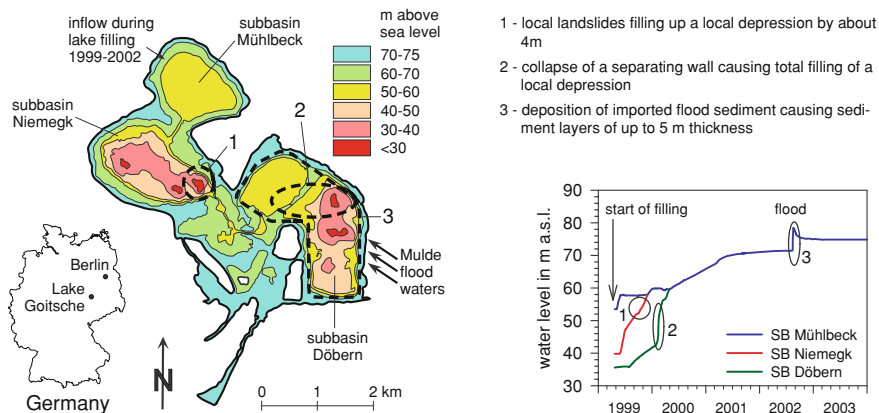 inflow during
lake filling
1999-2002
subbasin
Mühlbeck
m above
sea level
70-75
60-70
50-60
40-50
30-40
<30
subbasin
Niemegk
1
2
3
Mulde
flood
waters
subbasin
Döbern
Berlin
Lake
Goitsche
Germany
N
0 1 2 km
1 - local landslides filling up a local depression by about
4m
2 - collapse of a separating wall causing total filling of a
local depression
3 - deposition of imported flood sediment causing sedi-
ment layers of up to 5 m thickness
water level in m a.s.l.
90
80
70
60
50
40
30
start of filling
flood
1
2
3
SB Mühlbeck
SB Niemegk
SB Döbern
1999 2000 2001 2002 2003